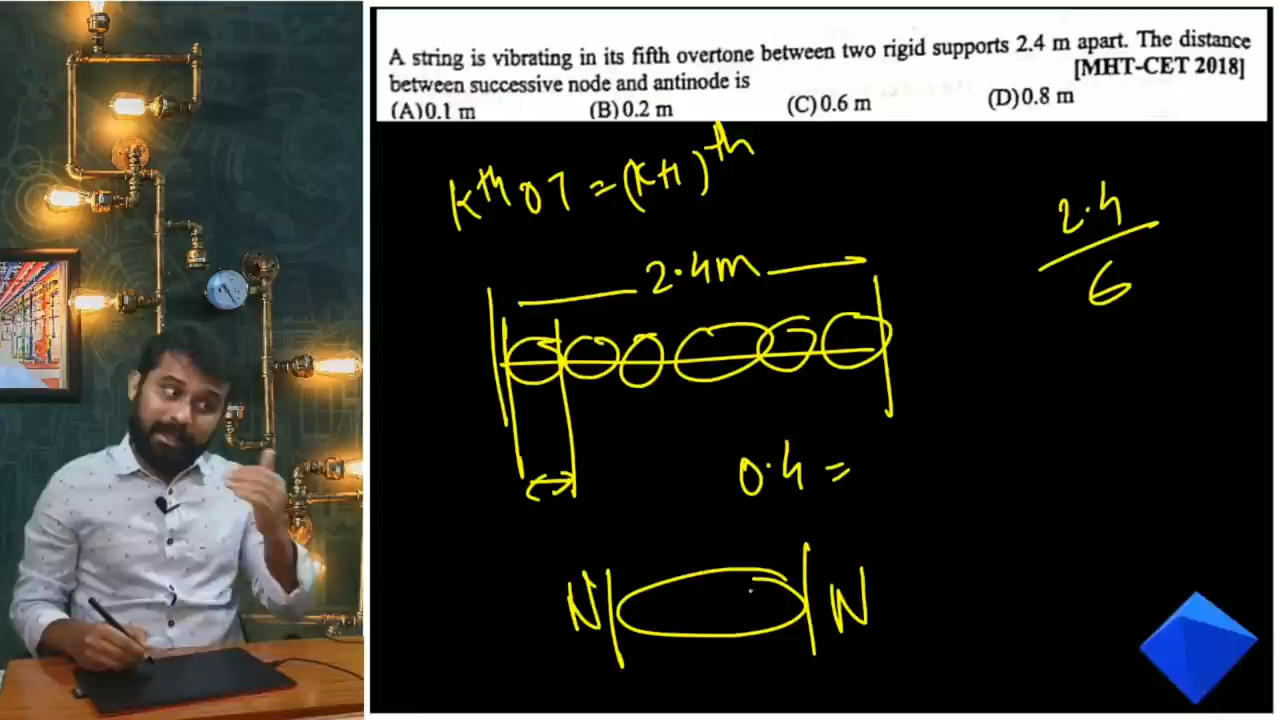 A string is vibrating in its fifth overtone between two rigid supports 2.4 m apart. The distance
between successive node and antinode is [MHT-CET 2018]
(A)0.1 m (B)0.2 m (C)0.6 m (D)0.8 m
Kth OT = (K+1)th
2.4
6
2.4m
0.4 =
N N